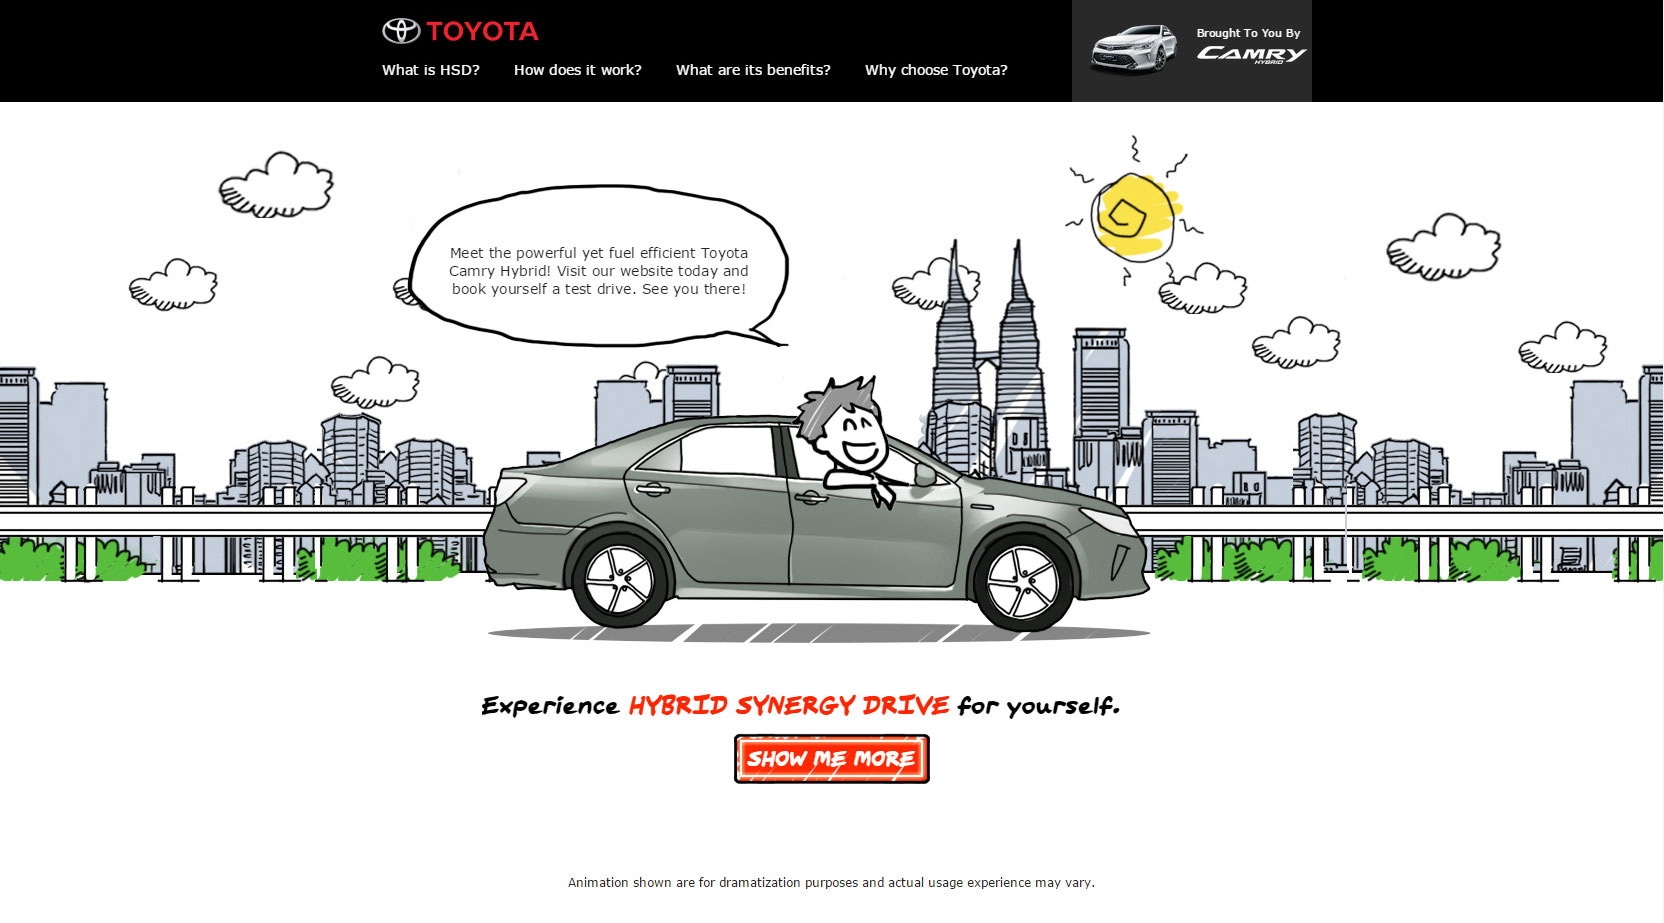 TOYOTA
What is HSD? How does it work? What are its benefits? Why choose Toyota?
Brought To You By
CAMRY
HYBRID
Meet the powerful yet fuel efficient Toyota
Camry Hybrid! Visit our website today and
book yourself a test drive. See you there!
Experience HYBRID SYNERGY DRIVE for yourself.
SHOW ME MORE
Animation shown are for dramatization purposes and actual usage experience may vary.